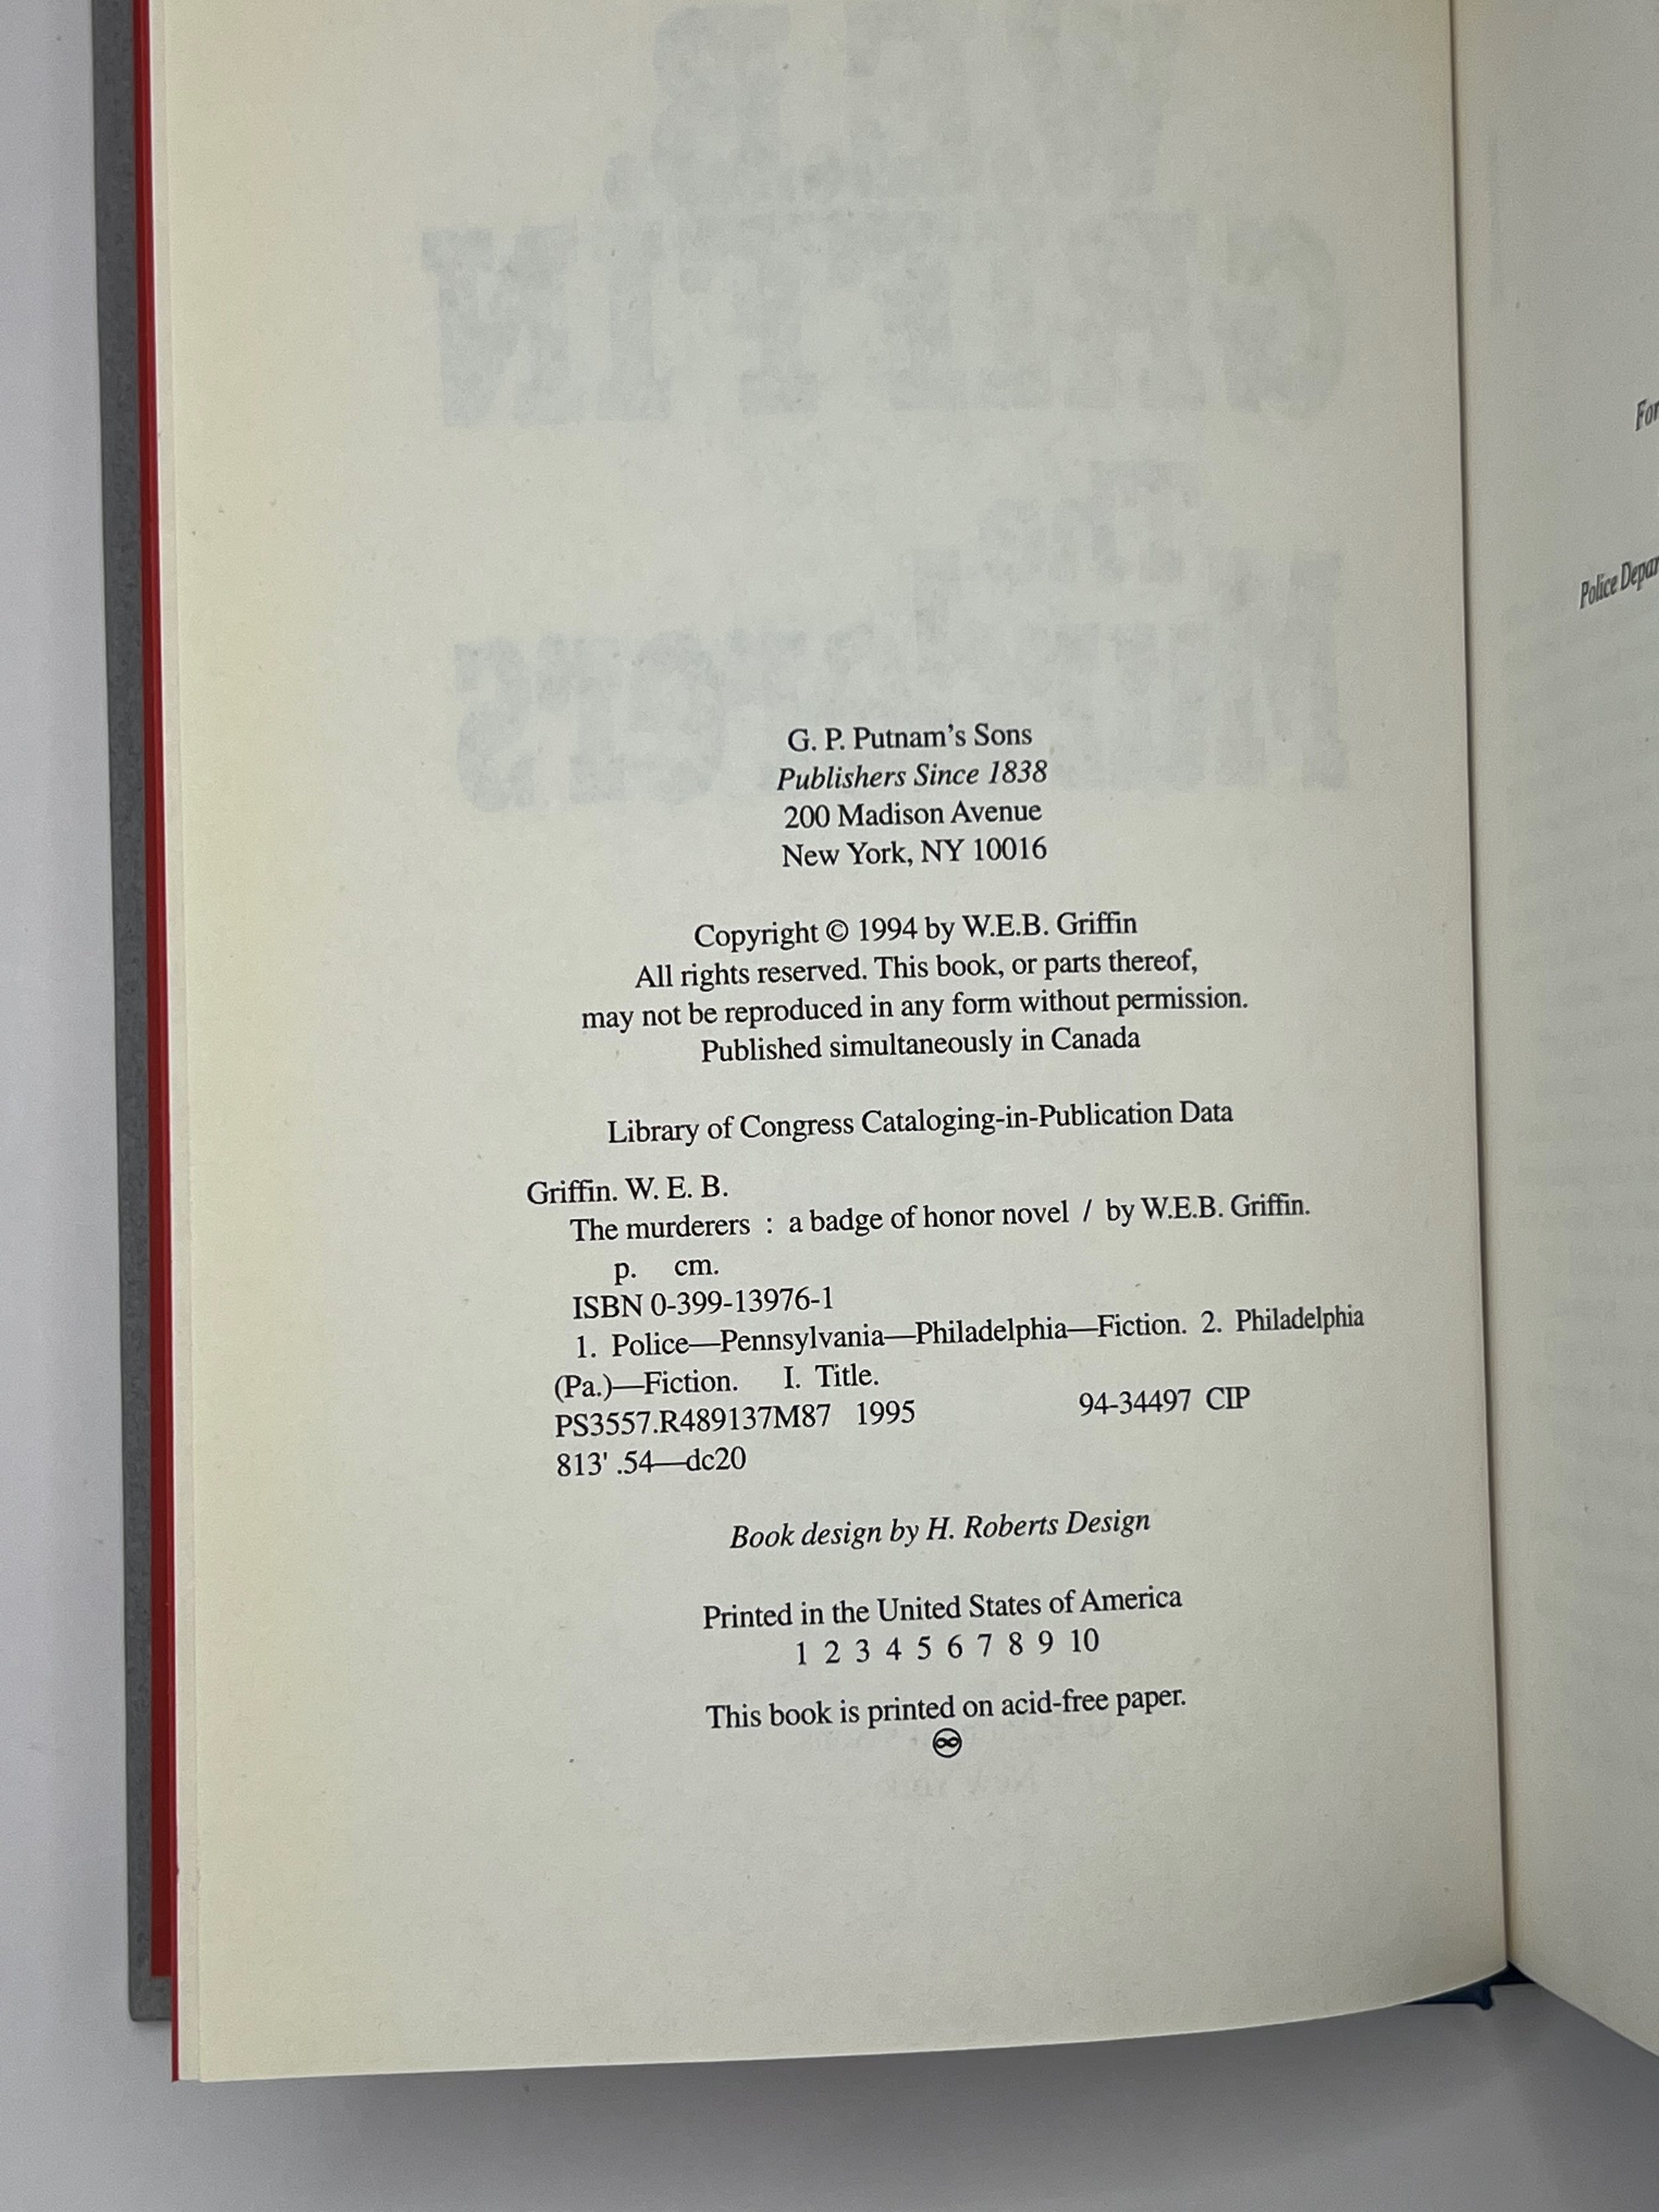 G. P. Putnam's Sons
Publishers Since 1838
200 Madison Avenue
New York, NY 10016
Copyright © 1994 by W.E.B. Griffin
All rights reserved. This book, or parts thereof,
may not be reproduced in any form without permission.
Published simultaneously in Canada
Library of Congress Cataloging-in-Publication Data
Griffin. W. E. B.
The murderers : a badge of honor novel / by W.E.B. Griffin.
p. cm.
ISBN 0-399-13976-1
1. Police—Pennsylvania—Philadelphia—Fiction. 2. Philadelphia
(Pa.)—Fiction. I. Title.
PS3557.R489137M87 1995 94-34497 CIP
813' .54—dc20
Book design by H. Roberts Design
Printed in the United States of America
1 2 3 4 5 6 7 8 9 10
This book is printed on acid-free paper.
♾
For
Police Depar